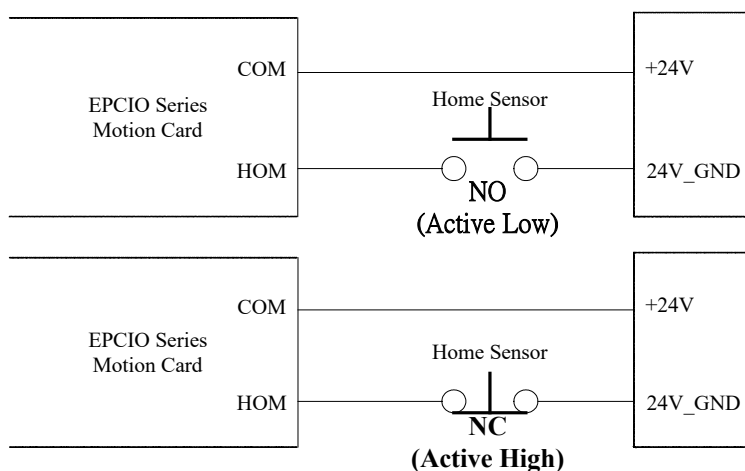 COM
+24V
EPCIO Series
Motion Card
Home Sensor
HOM
24V_GND
NO
(Active Low)
COM
+24V
EPCIO Series
Motion Card
Home Sensor
HOM
24V_GND
NC
(Active High)